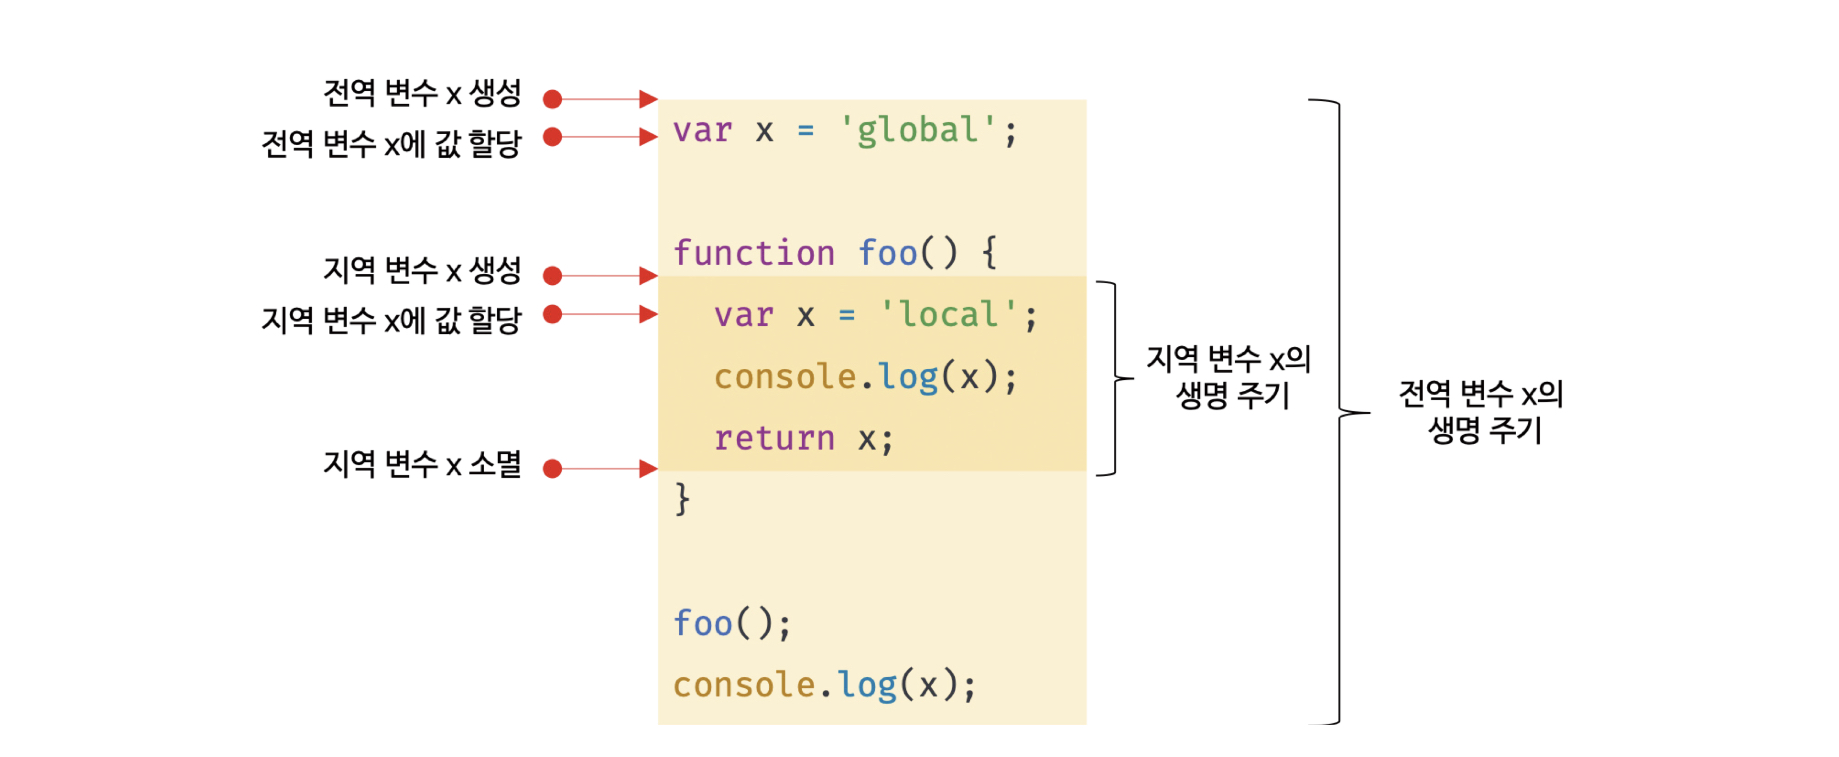 전역 변수 x 생성
전역 변수 x에 값 할당
var x = 'global';
function foo() {
지역 변수 x 생성
지역 변수 x에 값 할당
var x = 'local';
console.log(x);
return x;
지역 변수 x 소멸
}
foo();
console.log(x);
지역 변수 x의
생명 주기
전역 변수 x의
생명 주기